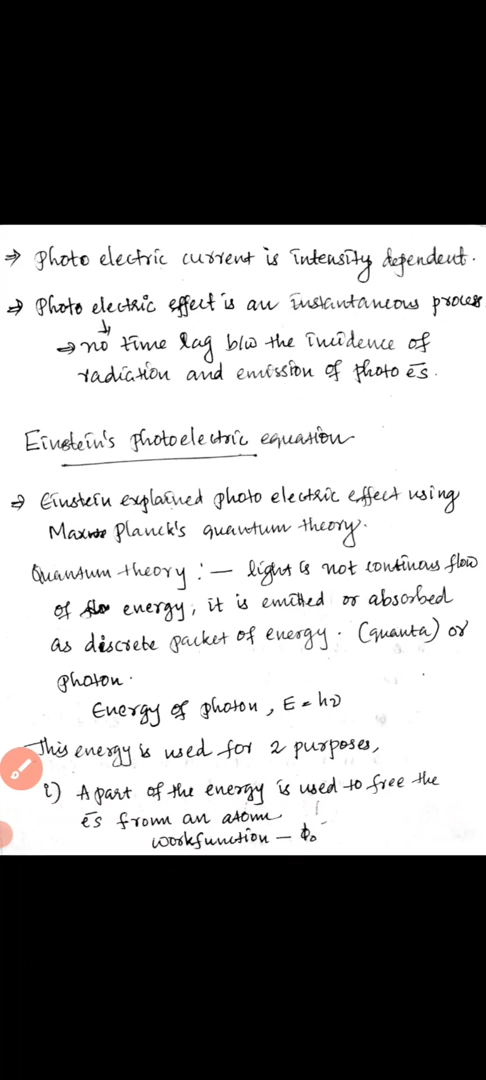 ⇒ Photo electric current is intensity dependent.
⇒ Photo electric effect is an instantaneous process
↓
⇒ no time lag b/w the incidence of
radiation and emission of photo e̅s.
Einstein's photoelectric equation
⇒ Einstein explained photo electric effect using
Max Planck's quantum theory.
Quantum theory :— light is not continous flow
of energy, it is emitted or absorbed
as discrete packet of energy. (quanta) or
photon.
Energy of photon, E = hν
This energy is used for 2 purposes,
i) A part of the energy is used to free the
e̅s from an atom
workfunction — ϕ₀